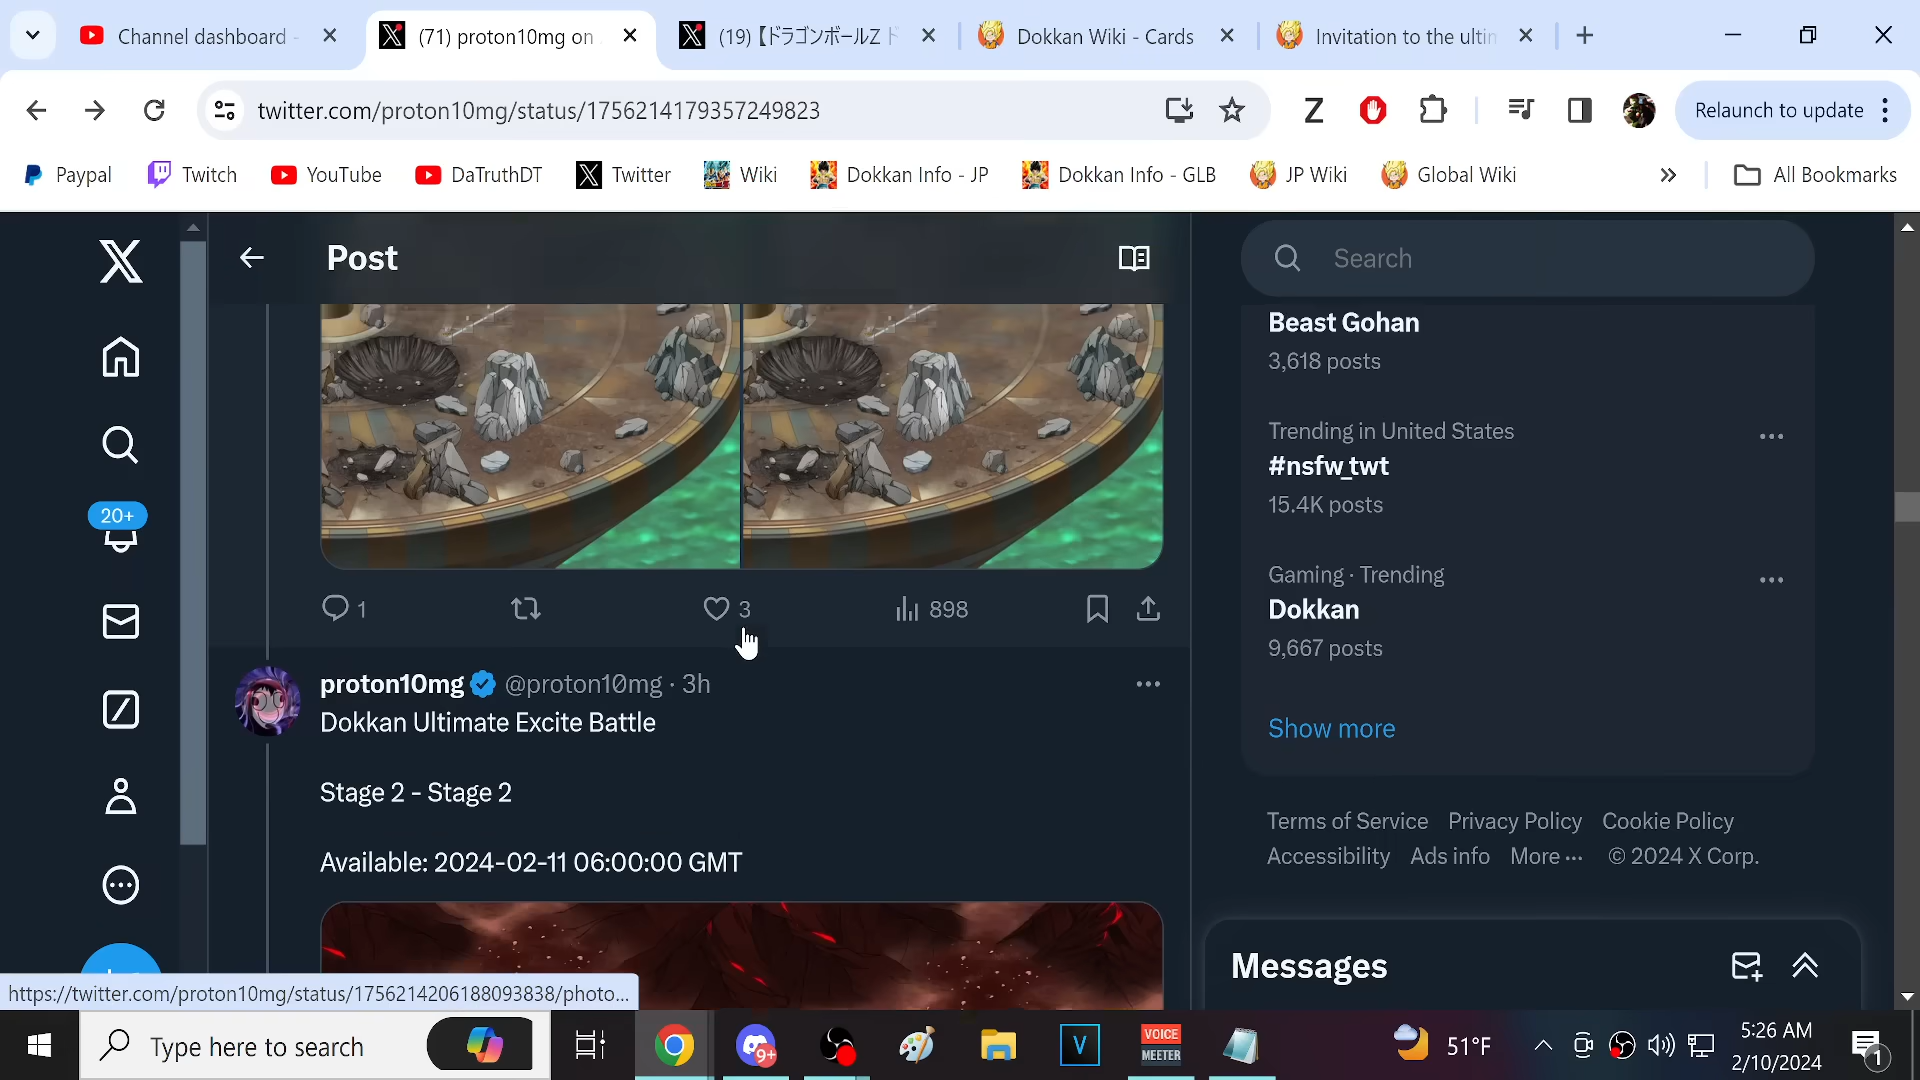 Channel dashboard -
(71) proton10mg on
(19)【ドラゴンボールZ ド
Dokkan Wiki - Cards
Invitation to the ultin
twitter.com/proton10mg/status/1756214179357249823
Z
Relaunch to update
Paypal
Twitch
YouTube
DaTruthDT
Twitter
Wiki
Dokkan Info - JP
Dokkan Info - GLB
JP Wiki
Global Wiki
All Bookmarks
Post
Search
Beast Gohan
3,618 posts
Trending in United States
#nsfw_twt
15.4K posts
20+
Gaming · Trending
Dokkan
9,667 posts
Show more
1
3
898
proton10mg @proton10mg · 3h
Dokkan Ultimate Excite Battle
Stage 2 - Stage 2
Available: 2024-02-11 06:00:00 GMT
Terms of Service Privacy Policy Cookie Policy
Accessibility Ads info More ··· © 2024 X Corp.
Messages
https://twitter.com/proton10mg/status/1756214206188093838/photo...
Type here to search
9+
V
VOICE
MEETER
51°F
5:26 AM
2/10/2024
1